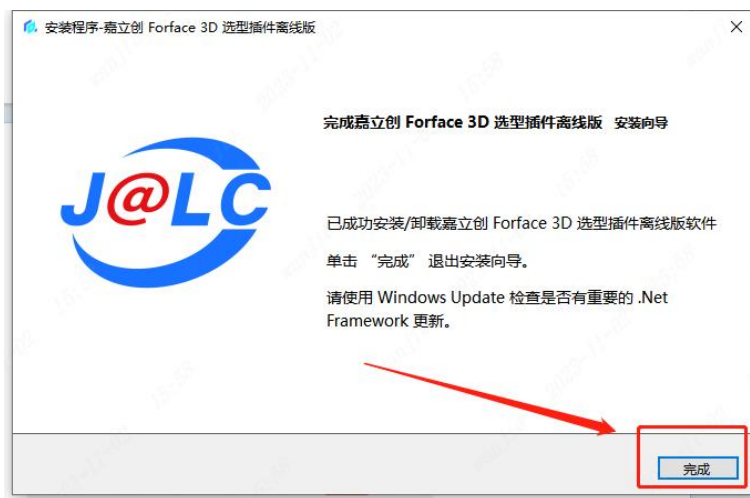 安装程序-嘉立创 Forface 3D 选型插件离线版
完成嘉立创 Forface 3D 选型插件离线版 安装向导
J@LC
已成功安装/卸载嘉立创 Forface 3D 选型插件离线版软件
单击 “完成” 退出安装向导。
请使用 Windows Update 检查是否有重要的 .Net
Framework 更新。
完成